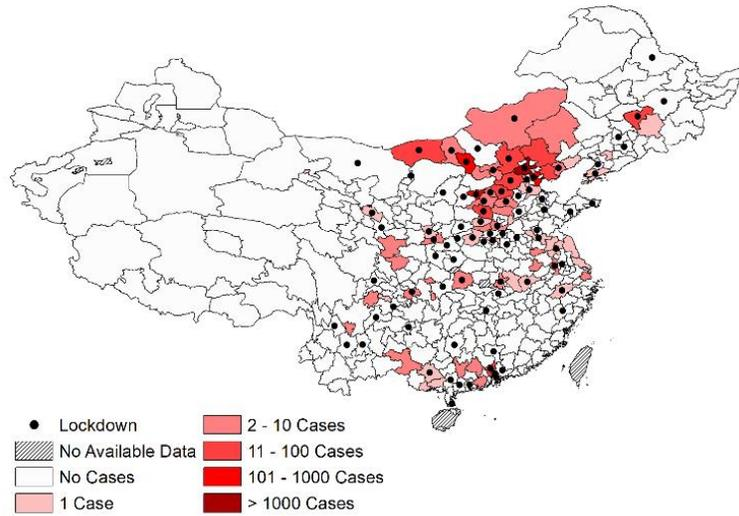 Lockdown
No Available Data
No Cases
1 Case
2 - 10 Cases
11 - 100 Cases
101 - 1000 Cases
> 1000 Cases